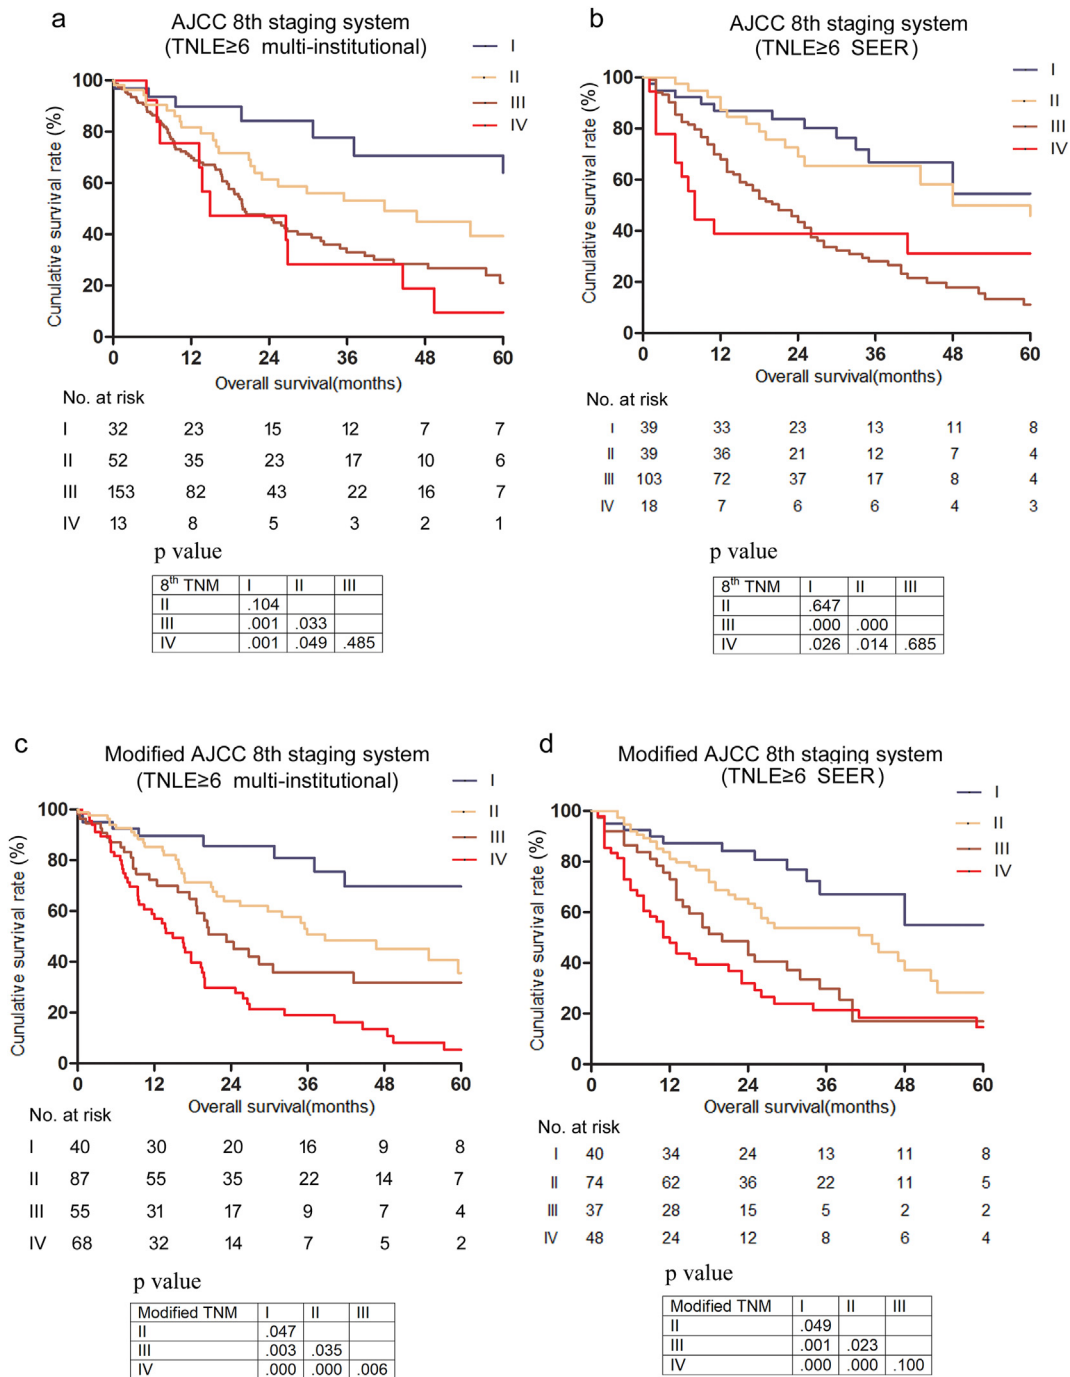 a
AJCC 8th staging system
(TNLE≥6 multi-institutional)
I
II
III
IV
Cunulative survival rate (%)
100
80
60
40
20
0
0 12 24 36 48 60
Overall survival(months)
No. at risk
I 32 23 15 12 7 7
II 52 35 23 17 10 6
III 153 82 43 22 16 7
IV 13 8 5 3 2 1
p value
8th TNM I II III
II .104
III .001 .033
IV .001 .049 .485
b
AJCC 8th staging system
(TNLE≥6 SEER)
I
II
III
IV
Cunulative survival rate (%)
100
80
60
40
20
0
0 12 24 36 48 60
Overall survival(months)
No. at risk
I 39 33 23 13 11 8
II 39 36 21 12 7 4
III 103 72 37 17 8 4
IV 18 7 6 6 4 3
p value
8th TNM I II III
II .647
III .000 .000
IV .026 .014 .685
c
Modified AJCC 8th staging system
(TNLE≥6 multi-institutional)
I
II
III
IV
Cunulative survival rate (%)
100
80
60
40
20
0
0 12 24 36 48 60
Overall survival(months)
No. at risk
I 40 30 20 16 9 8
II 87 55 35 22 14 7
III 55 31 17 9 7 4
IV 68 32 14 7 5 2
p value
Modified TNM I II III
II .047
III .003 .035
IV .000 .000 .006
d
Modified AJCC 8th staging system
(TNLE≥6 SEER)
I
II
III
IV
Cunulative survival rate (%)
100
80
60
40
20
0
0 12 24 36 48 60
Overall survival(months)
No. at risk
I 40 34 24 13 11 8
II 74 62 36 22 11 5
III 37 28 15 5 2 2
IV 48 24 12 8 6 4
p value
Modified TNM I II III
II .049
III .001 .023
IV .000 .000 .100